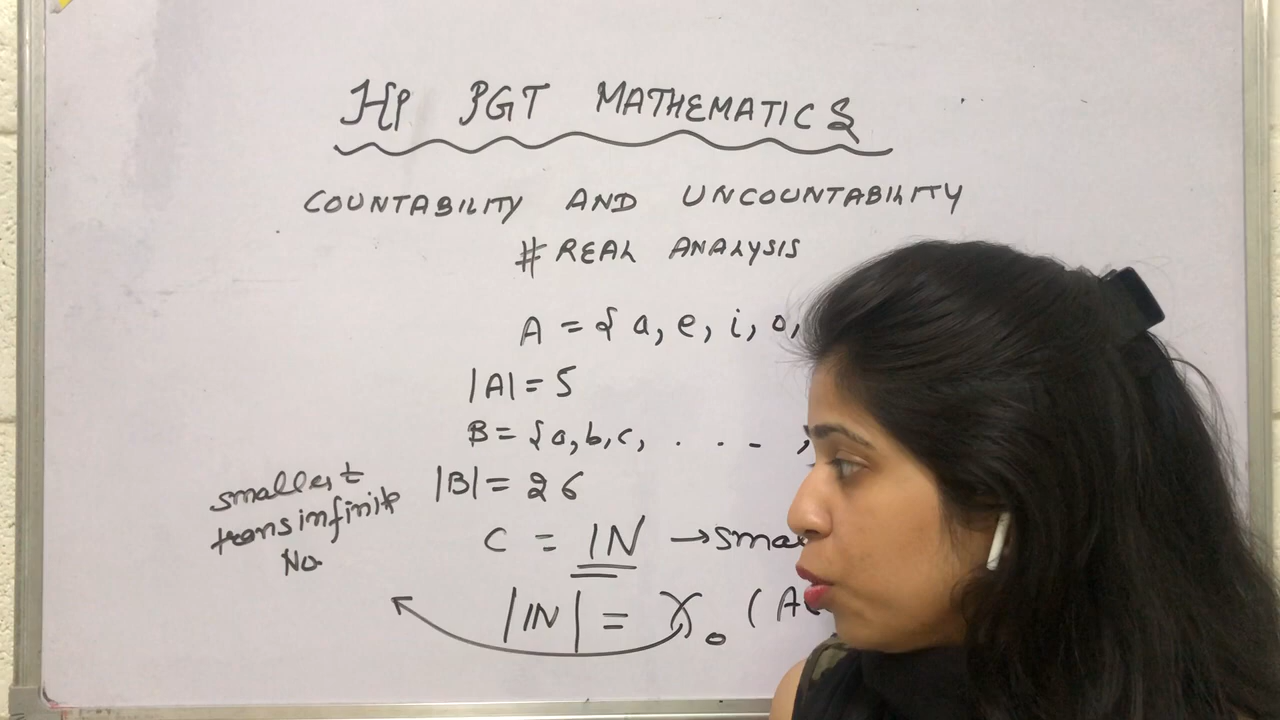 HP PGT MATHEMATICS
COUNTABILITY AND UNCOUNTABILITY
# REAL ANALYSIS
A = { a, e, i, o,
|A| = 5
B = {a, b, c, . . - ,
|B| = 26
smallest
transinfinite
No.
C = IN → sma
|IN| = ℵ₀ (A